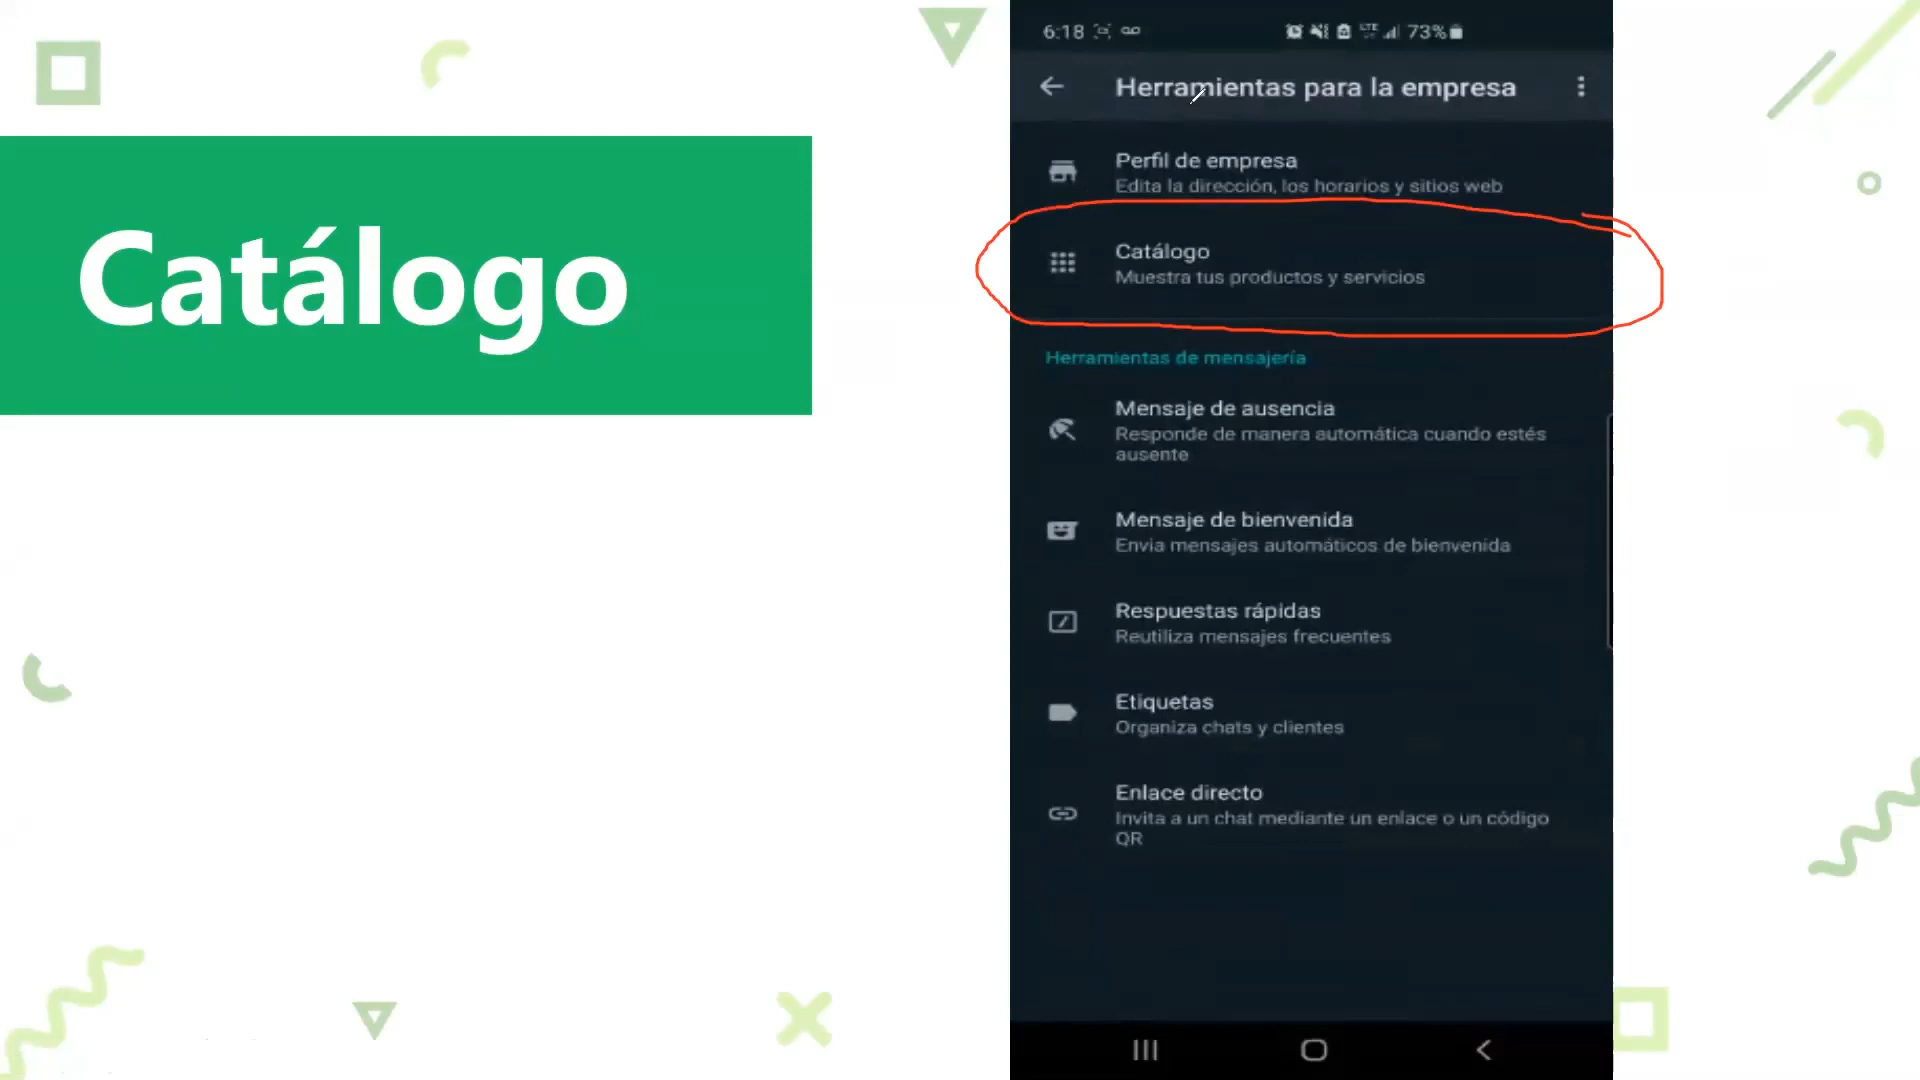 Catálogo
6:18
LTE
73%
Herramientas para la empresa
Perfil de empresa
Edita la dirección, los horarios y sitios web
Catálogo
Muestra tus productos y servicios
Herramientas de mensajería
Mensaje de ausencia
Responde de manera automática cuando estés
ausente
Mensaje de bienvenida
Envia mensajes automáticos de bienvenida
Respuestas rápidas
Reutiliza mensajes frecuentes
Etiquetas
Organiza chats y clientes
Enlace directo
Invita a un chat mediante un enlace o un código
QR